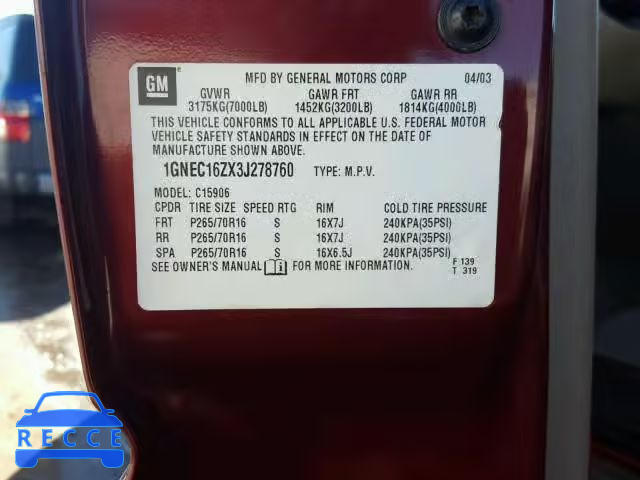 GM MFD BY GENERAL MOTORS CORP 04/03
GVWR GAWR FRT GAWR RR
3175KG(7000LB) 1452KG(3200LB) 1814KG(4000LB)
THIS VEHICLE CONFORMS TO ALL APPLICABLE U.S. FEDERAL MOTOR
VEHICLE SAFETY STANDARDS IN EFFECT ON THE DATE OF
MANUFACTURE SHOWN ABOVE.
1GNEC16ZX3J278760 TYPE: M.P.V.
MODEL: C15906
CPDR TIRE SIZE SPEED RTG RIM COLD TIRE PRESSURE
FRT P265/70R16 S 16X7J 240KPA(35PSI)
RR P265/70R16 S 16X7J 240KPA(35PSI)
SPA P265/70R16 S 16X6.5J 240KPA(35PSI)
SEE OWNER'S MANUAL i FOR MORE INFORMATION. F 139
T 319
RECCE